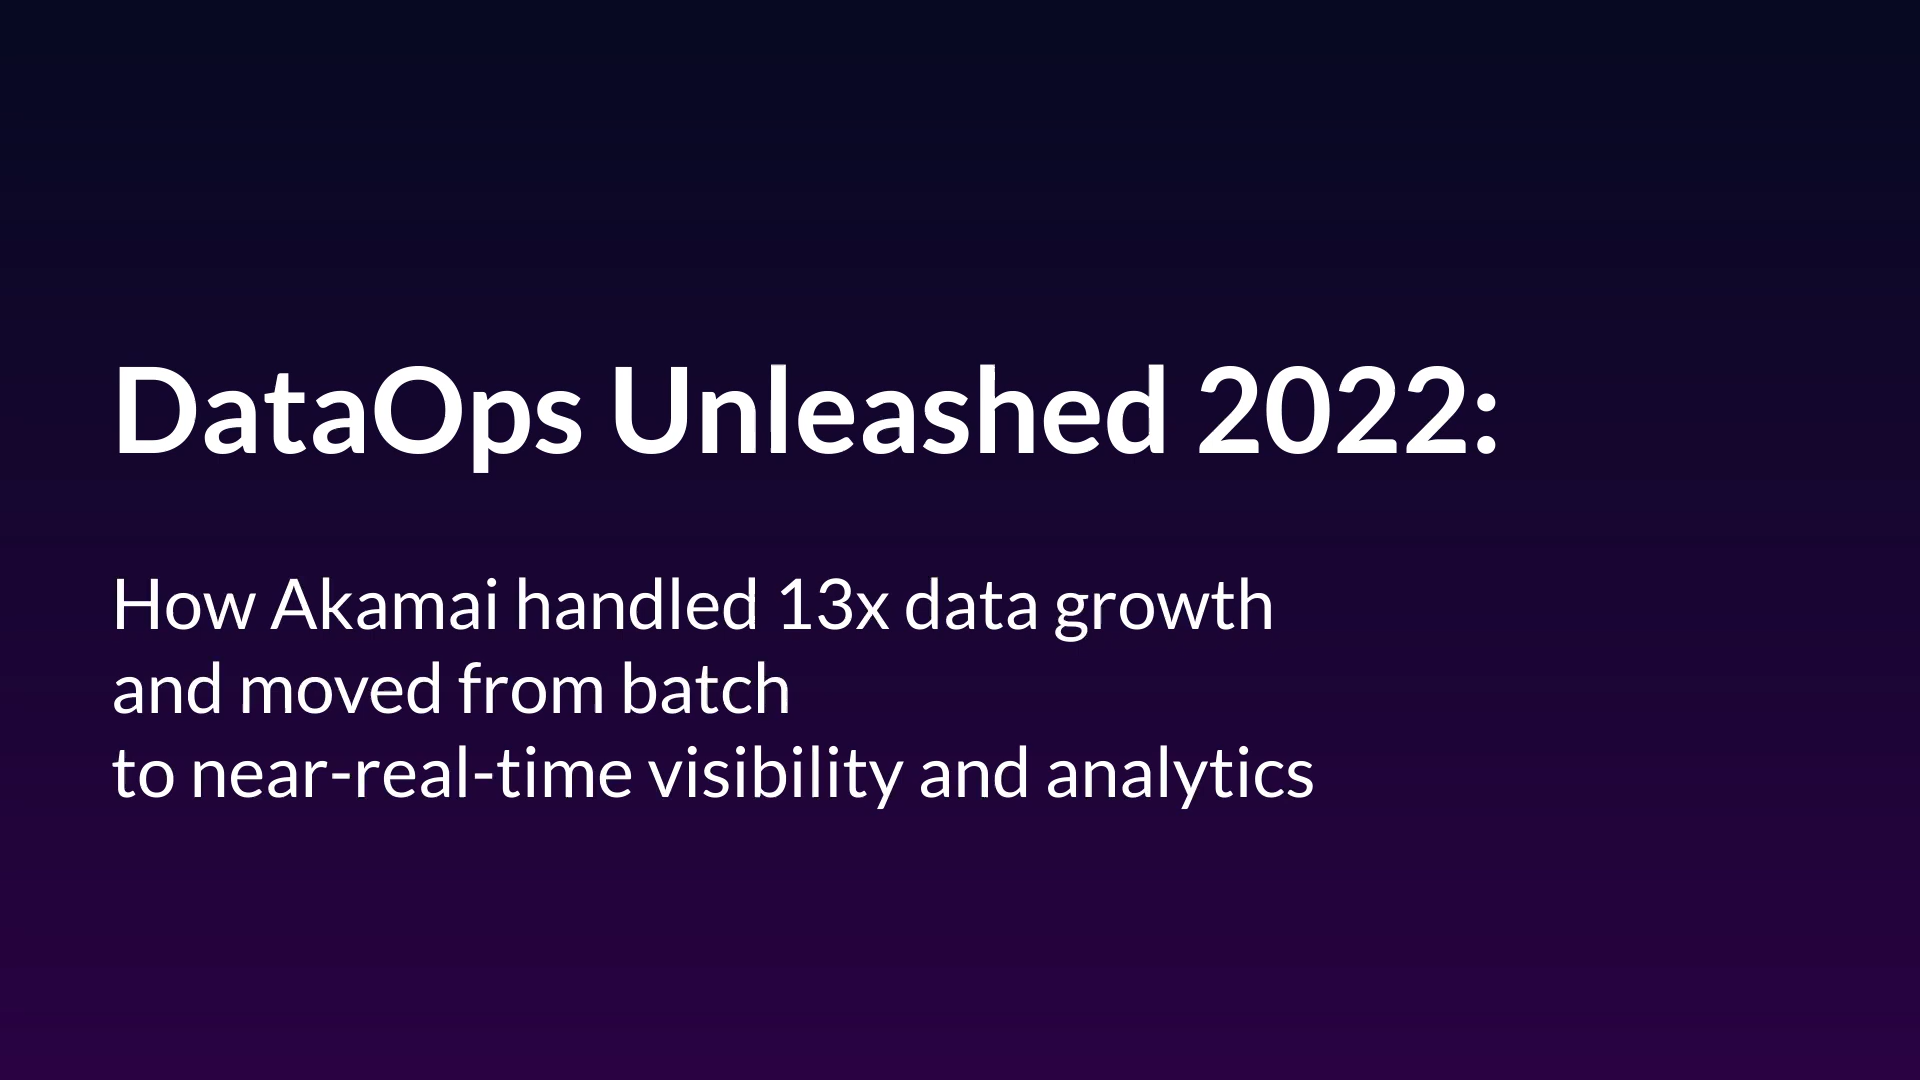 DataOps Unleashed 2022:
How Akamai handled 13x data growth
and moved from batch
to near-real-time visibility and analytics